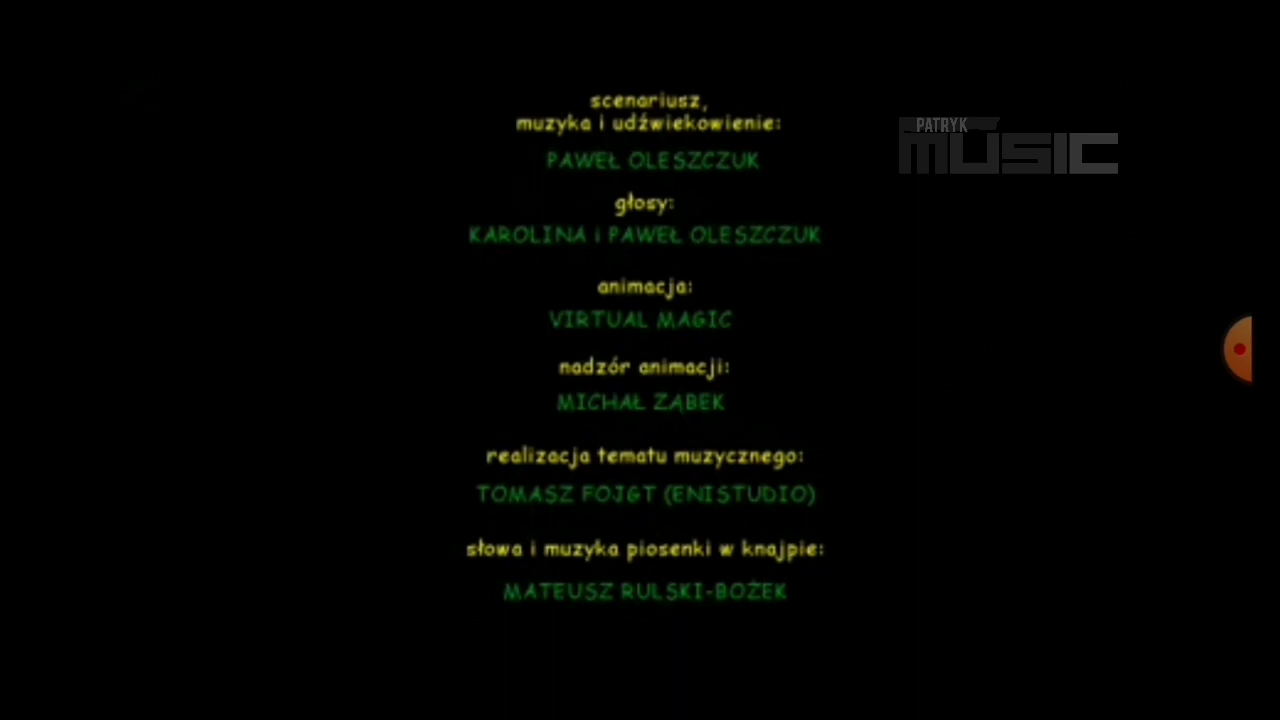 scenariusz,
muzyka i udźwiekowienie:
PAWEŁ OLESZCZUK
głosy:
KAROLINA i PAWEŁ OLESZCZUK
animacja:
VIRTUAL MAGIC
nadzór animacji:
MICHAŁ ZĄBEK
realizacja tematu muzycznego:
TOMASZ FOJGT (ENISTUDIO)
słowa i muzyka piosenki w knajpie:
MATEUSZ RULSKI-BOŻEK
PATRYK
MUSIC